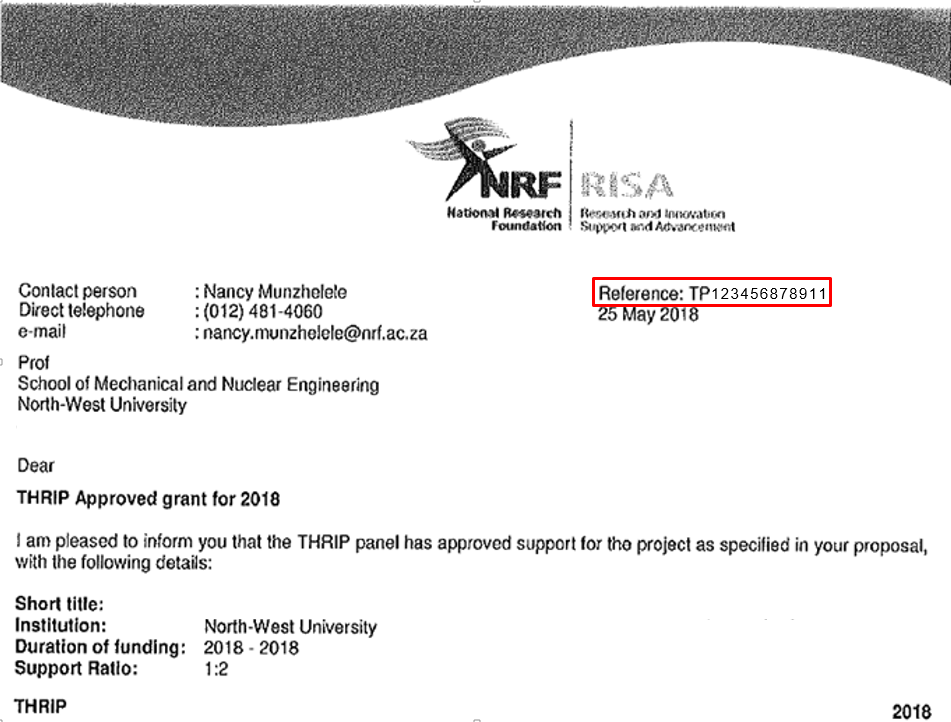 NRF
RISA
National Research
Foundation
Research and Innovation
Support and Advancement
Contact person : Nancy Munzhelele
Direct telephone : (012) 481-4060
e-mail : nancy.munzhelele@nrf.ac.za
Reference: TP123456878911
25 May 2018
Prof
School of Mechanical and Nuclear Engineering
North-West University
Dear
THRIP Approved grant for 2018
I am pleased to inform you that the THRIP panel has approved support for the project as specified in your proposal,
with the following details:
Short title:
Institution: North-West University
Duration of funding: 2018 - 2018
Support Ratio: 1:2
THRIP 2018